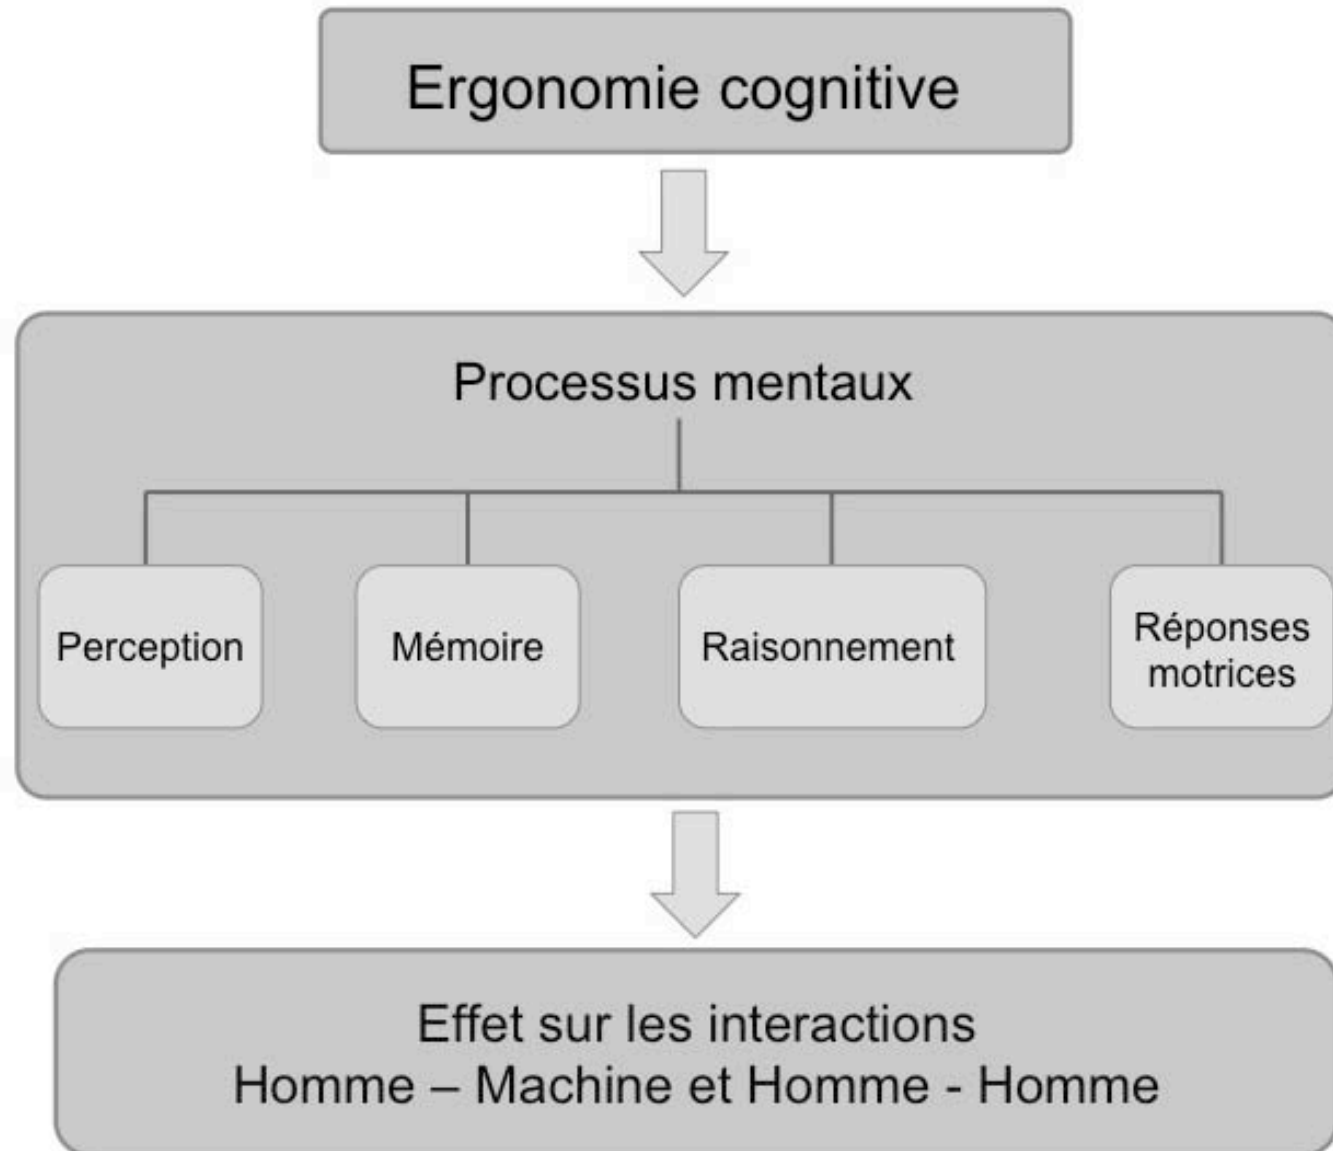 Ergonomie cognitive
Processus mentaux
Perception
Mémoire
Raisonnement
Réponses
motrices
Effet sur les interactions
Homme – Machine et Homme - Homme